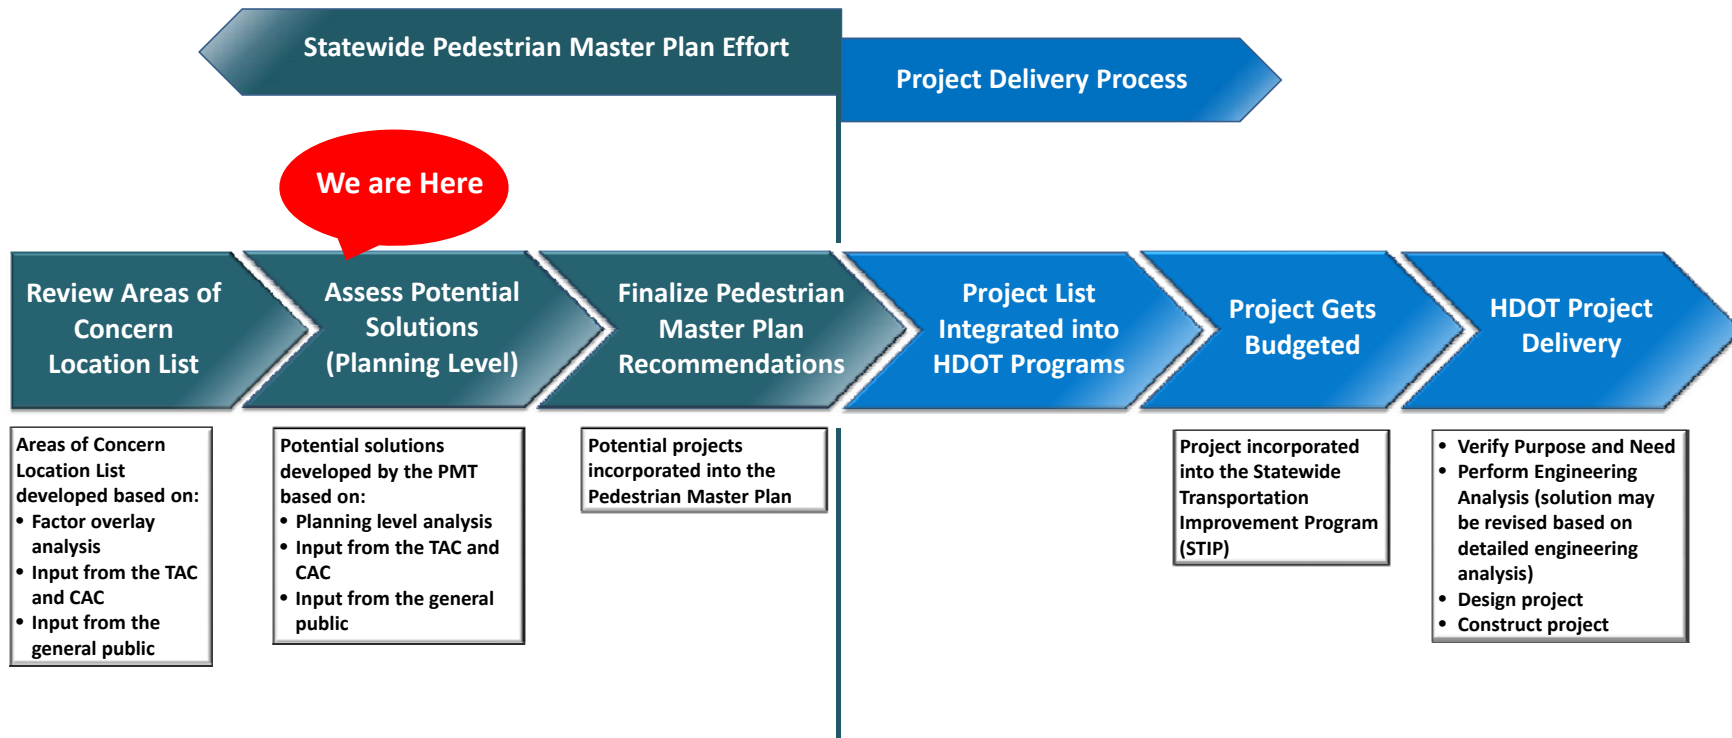 Statewide Pedestrian Master Plan Effort
Project Delivery Process
We are Here
Review Areas of
Concern
Location List
Assess Potential
Solutions
(Planning Level)
Finalize Pedestrian
Master Plan
Recommendations
Project List
Integrated into
HDOT Programs
Project Gets
Budgeted
HDOT Project
Delivery
Areas of Concern
Location List
developed based on:
• Factor overlay
analysis
• Input from the TAC
and CAC
• Input from the
general public
Potential solutions
developed by the PMT
based on:
• Planning level analysis
• Input from the TAC and
CAC
• Input from the general
public
Potential projects
incorporated into the
Pedestrian Master Plan
Project incorporated
into the Statewide
Transportation
Improvement Program
(STIP)
• Verify Purpose and Need
• Perform Engineering
Analysis (solution may
be revised based on
detailed engineering
analysis)
• Design project
• Construct project